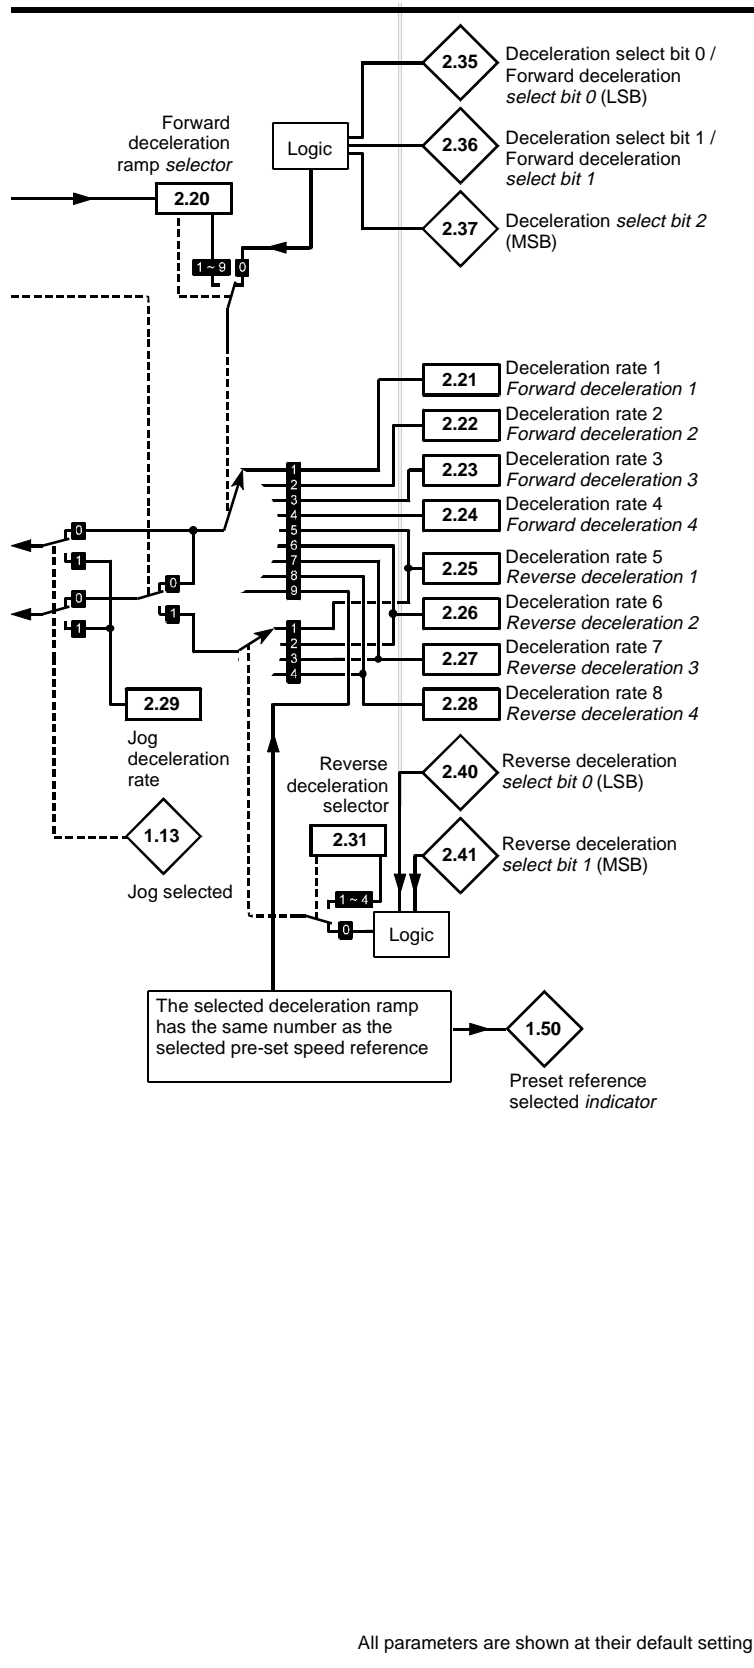 2.35
Deceleration select bit 0 /
Forward deceleration
select bit 0 (LSB)
Forward
deceleration
ramp selector
Logic
2.36
Deceleration select bit 1 /
Forward deceleration
select bit 1
2.20
2.37
Deceleration select bit 2
(MSB)
1 ~ 9
0
2.21
Deceleration rate 1
Forward deceleration 1
2.22
Deceleration rate 2
Forward deceleration 2
2.23
Deceleration rate 3
Forward deceleration 3
2.24
Deceleration rate 4
Forward deceleration 4
2.25
Deceleration rate 5
Reverse deceleration 1
2.26
Deceleration rate 6
Reverse deceleration 2
2.27
Deceleration rate 7
Reverse deceleration 3
2.28
Deceleration rate 8
Reverse deceleration 4
1
2
3
4
5
6
7
8
9
1
2
3
4
0
1
0
1
0
1
2.29
Jog
deceleration
rate
1.13
Jog selected
Reverse
deceleration
selector
2.31
1 ~ 4
0
Logic
2.40
Reverse deceleration
select bit 0 (LSB)
2.41
Reverse deceleration
select bit 1 (MSB)
The selected deceleration ramp
has the same number as the
selected pre-set speed reference
1.50
Preset reference
selected indicator
All parameters are shown at their default setting